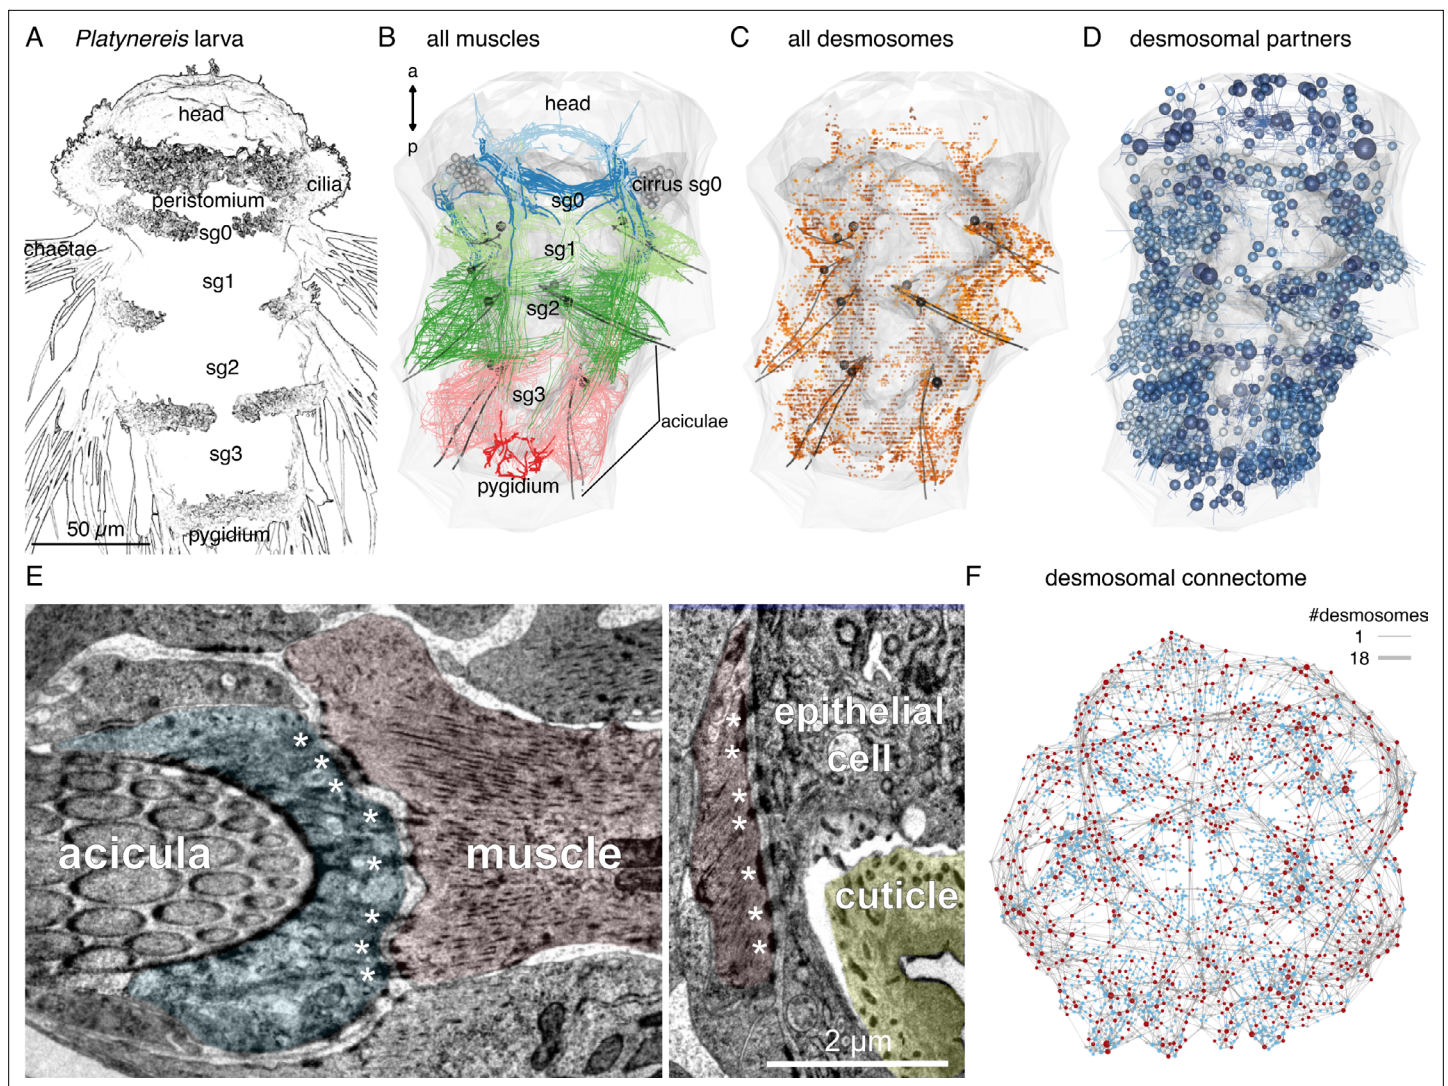 A Platynereis larva
head
cilia
peristomium
sg0
chaetae
sg1
sg2
sg3
50 µm
pygidium
B all muscles
a
p
head
cirrus sg0
sg0
sg1
sg2
sg3
aciculae
pygidium
C all desmosomes
D desmosomal partners
E
acicula
muscle
*
*
*
*
*
*
*
*
epithelial
cell
cuticle
*
*
*
*
*
*
*
2 µm
F desmosomal connectome
#desmosomes
1
18